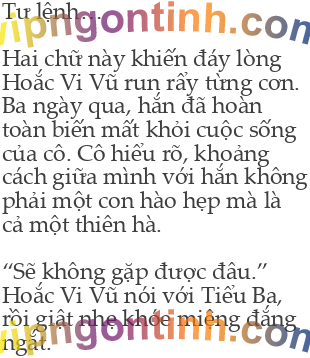 Tư lệnh…
vipngontinh.com
Hai chữ này khiến đáy lòng
Hoắc Vi Vũ run rẩy từng cơn.
Ba ngày qua, hắn đã hoàn
toàn biến mất khỏi cuộc sống
của cô. Cô hiểu rõ, khoảng
cách giữa mình với hắn không
phải một con hào hẹp mà là
cả một thiên hà.
“Sẽ không gặp được đâu.”
Hoắc Vi Vũ nói với Tiểu Ba,
rồi giật nhẹ khóe miệng đắng
vipngontinh.com
ngắt.